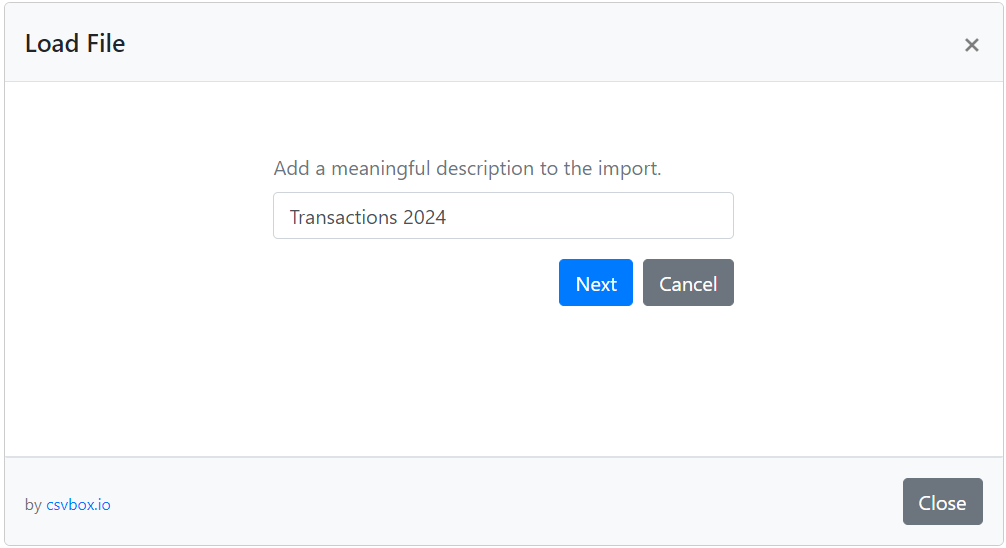 Load File
×
Add a meaningful description to the import.
Transactions 2024
Next Cancel
by csvbox.io
Close